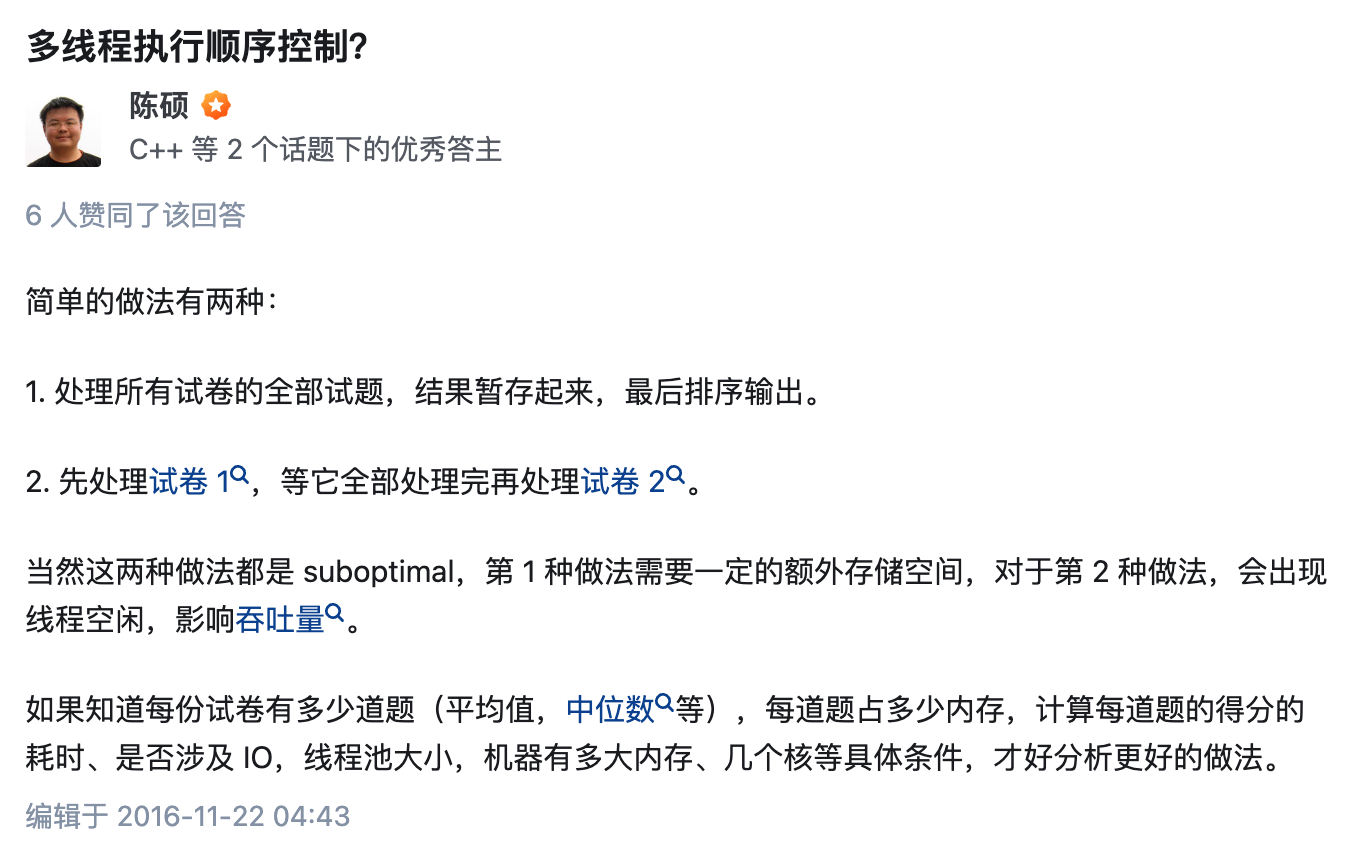 多线程执行顺序控制？
陈硕
C++ 等 2 个话题下的优秀答主
6 人赞同了该回答
简单的做法有两种：
1. 处理所有试卷的全部试题，结果暂存起来，最后排序输出。
2. 先处理试卷 1，等它全部处理完再处理试卷 2。
当然这两种做法都是 suboptimal，第 1 种做法需要一定的额外存储空间，对于第 2 种做法，会出现
线程空闲，影响吞吐量。
如果知道每份试卷有多少道题（平均值，中位数等），每道题占多少内存，计算每道题的得分的
耗时、是否涉及 IO，线程池大小，机器有多大内存、几个核等具体条件，才好分析更好的做法。
编辑于 2016-11-22 04:43